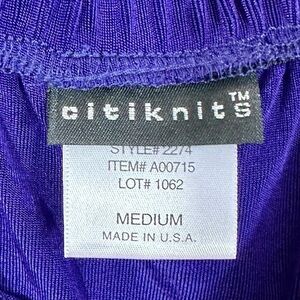 citiknits™
STYLE# 2274
ITEM# A00715
LOT# 1062
MEDIUM
MADE IN U.S.A.